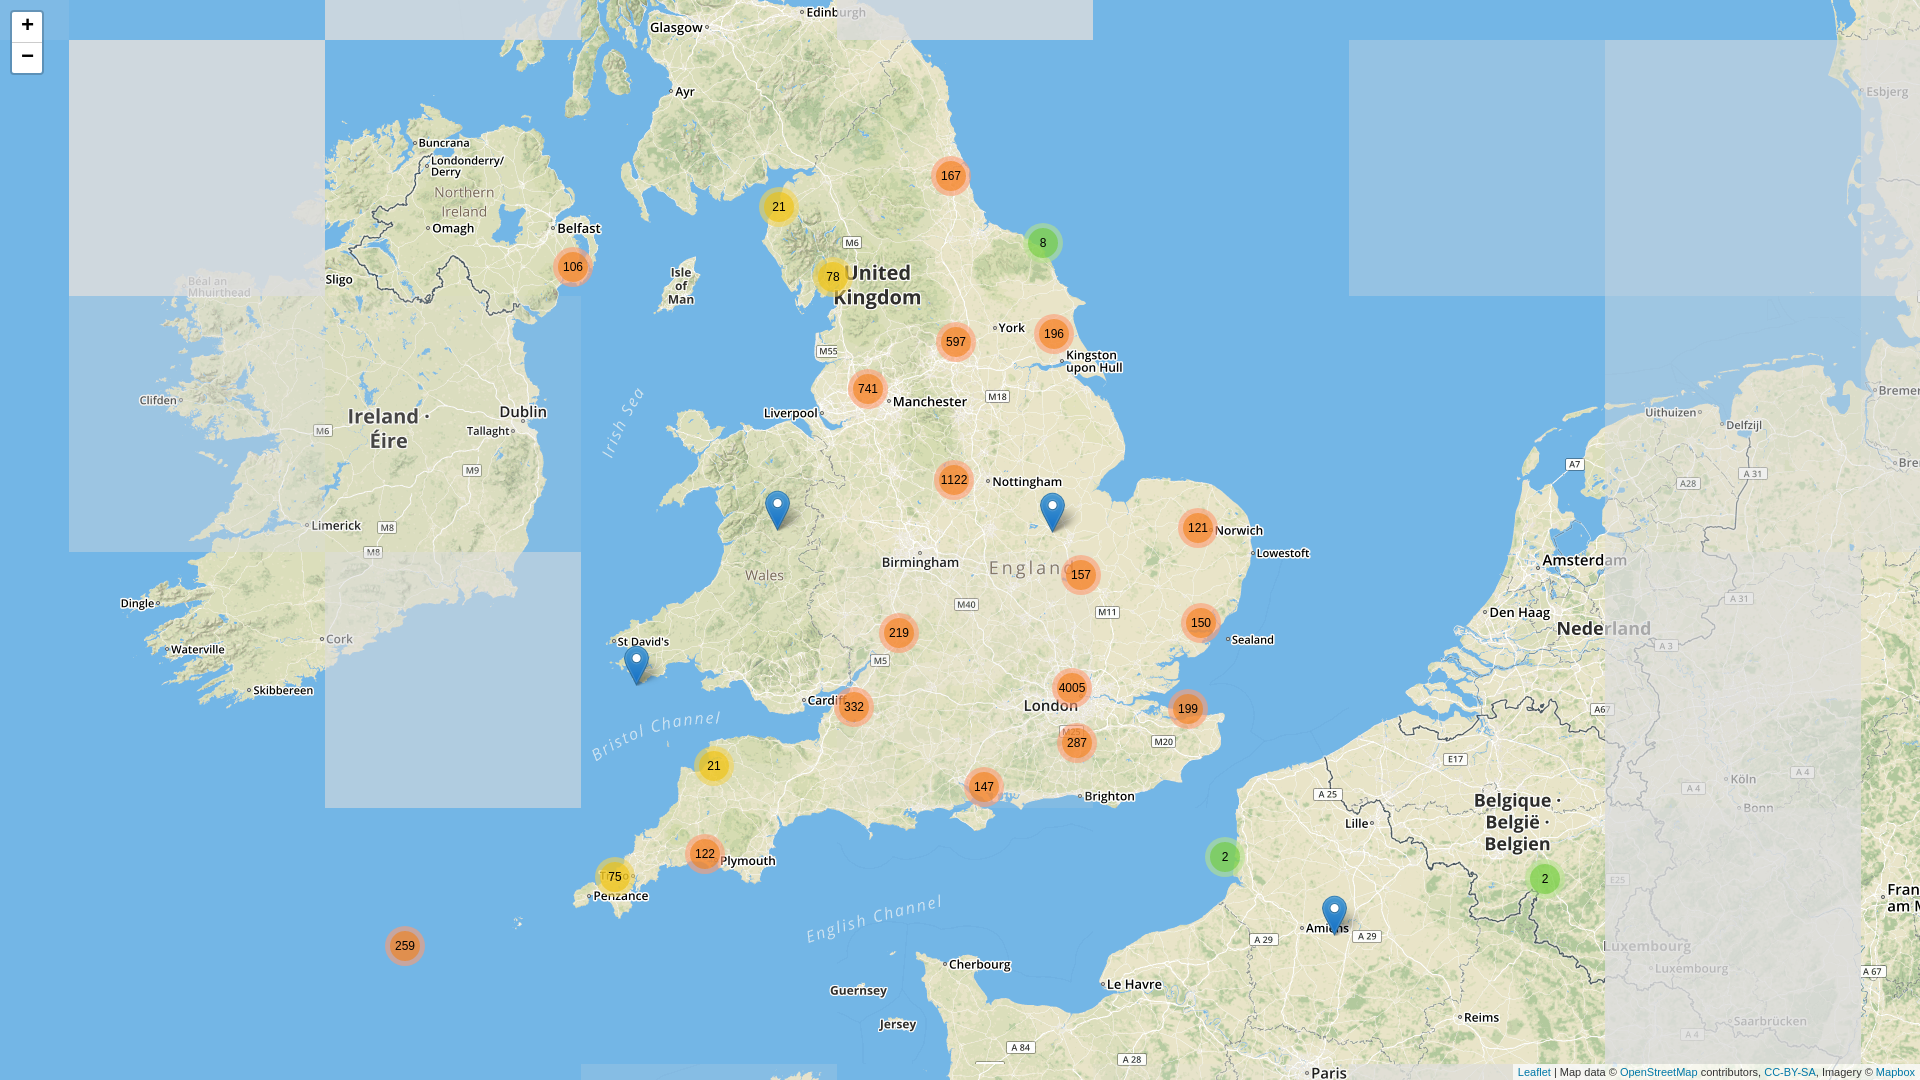 +
−
Glasgow
Edinburgh
Ayr
Esbjerg
Buncrana
Londonderry/
Derry
167
Northern
Ireland
21
Omagh
Belfast
M6
8
106
Isle
of
Man
78
United
Kingdom
Sligo
Béal an
Mhuirthead
York
196
597
M55
Kingston
upon Hull
741
Manchester
M18
Clifden
Ireland ·
Éire
Dublin
Liverpool
Tallaght
M6
Irish Sea
Uithuizen
Delfzijl
Bremer
M9
A7
A 31
Bre
1122
Nottingham
A28
Limerick
M8
121
Norwich
M8
Lowestoft
Birmingham
England
157
Amsterdam
Wales
Dingle
M40
M11
A 31
Den Haag
Cork
219
150
Nederland
Waterville
St David's
Sealand
A 3
M5
Skibbereen
4005
Cardiff
332
London
199
A67
Bristol Channel
M25
287
M20
E17
21
Köln
A 4
147
Brighton
A 25
A 4
Bonn
Belgique ·
België ·
Belgien
Lille
122
Plymouth
2
75
Penzance
2
E25
Fran
am M
English Channel
Amiens
A 29
A 29
259
Luxembourg
Cherbourg
Luxembourg
A 67
Guernsey
Le Havre
Jersey
Reims
Saarbrücken
A 4
A 84
A 28
Paris
Leaflet | Map data © OpenStreetMap contributors, CC-BY-SA, Imagery © Mapbox